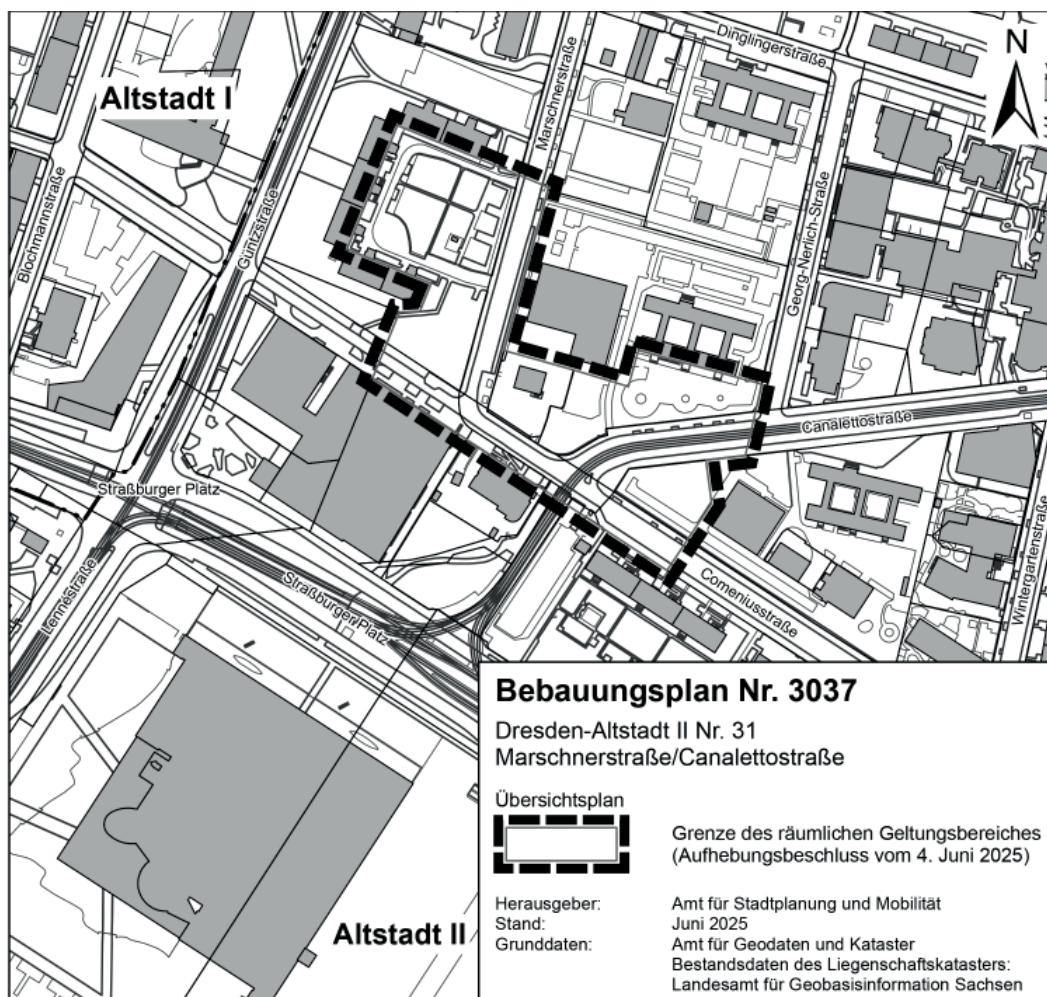 Dinglingerstraße
N
Altstadt I
Marschnerstraße
Blochmannstraße
Güntzstraße
Georg-Nerlich-Straße
Canalettostraße
Straßburger Platz
Lennéstraße
Straßburger Platz
Comeniusstraße
Wintergartenstraße
Altstadt II
Bebauungsplan Nr. 3037
Dresden-Altstadt II Nr. 31
Marschnerstraße/Canalettostraße
Übersichtsplan
Grenze des räumlichen Geltungsbereiches
(Aufhebungsbeschluss vom 4. Juni 2025)
Herausgeber: Amt für Stadtplanung und Mobilität
Stand: Juni 2025
Grunddaten: Amt für Geodaten und Kataster
Bestandsdaten des Liegenschaftskatasters:
Landesamt für Geobasisinformation Sachsen